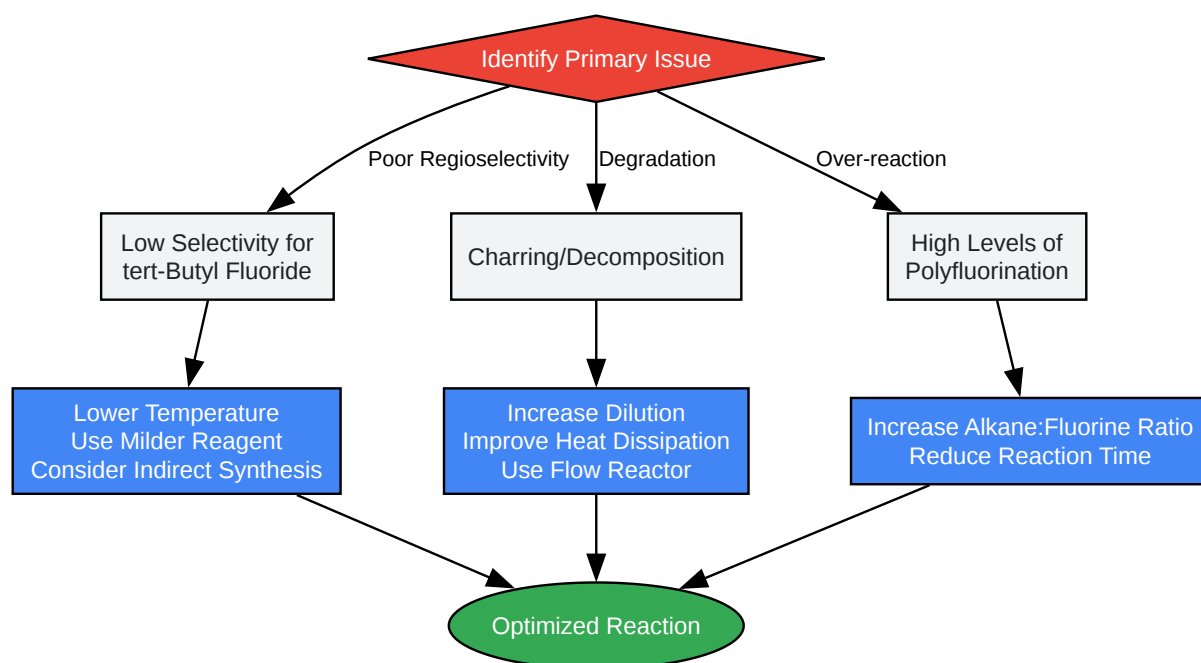 Identify Primary Issue
Poor Regioselectivity
Degradation
Over-reaction
Low Selectivity for
tert-Butyl Fluoride
Charring/Decomposition
High Levels of
Polyfluorination
Lower Temperature
Use Milder Reagent
Consider Indirect Synthesis
Increase Dilution
Improve Heat Dissipation
Use Flow Reactor
Increase Alkane:Fluorine Ratio
Reduce Reaction Time
Optimized Reaction